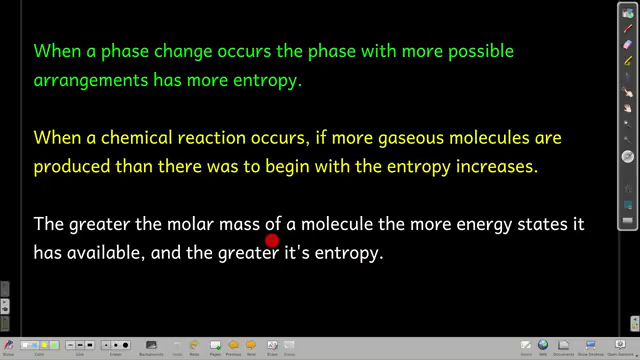 When a phase change occurs the phase with more possible
arrangements has more entropy.
When a chemical reaction occurs, if more gaseous molecules are
produced than there was to begin with the entropy increases.
The greater the molar mass of a molecule the more energy states it
has available, and the greater it's entropy.